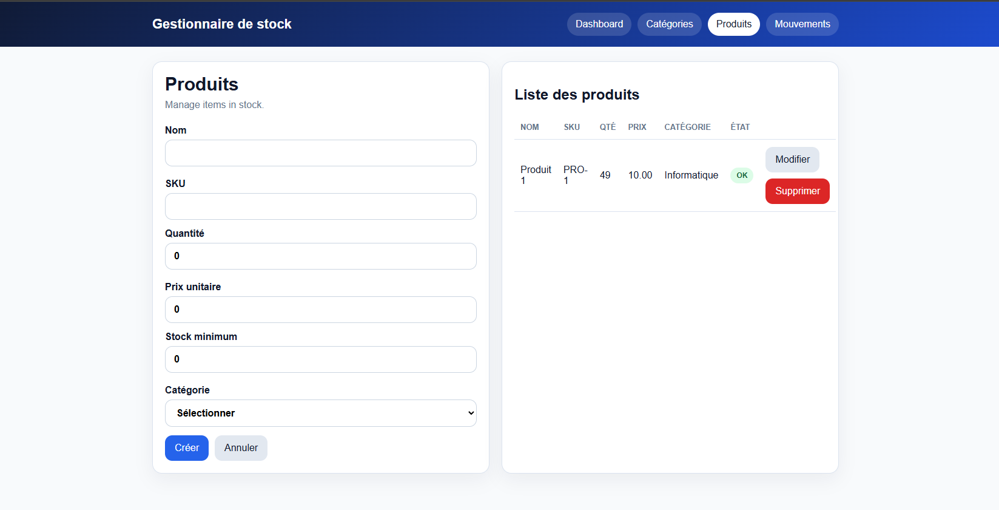 Gestionnaire de stock
Dashboard
Catégories
Produits
Mouvements
Produits
Manage items in stock.
Nom
SKU
Quantité
0
Prix unitaire
0
Stock minimum
0
Catégorie
Sélectionner
Créer
Annuler
Liste des produits
NOM SKU QTÉ PRIX CATÉGORIE ÉTAT
Produit 1 PRO-1 49 10.00 Informatique OK
Modifier
Supprimer